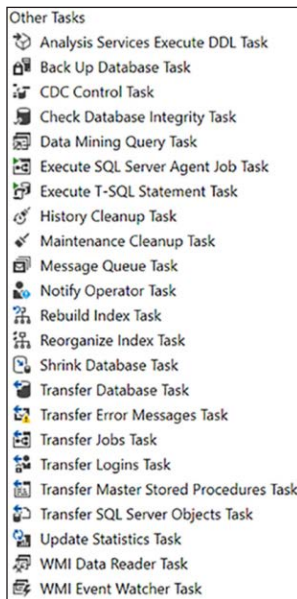 Other Tasks
Analysis Services Execute DDL Task
Back Up Database Task
CDC Control Task
Check Database Integrity Task
Data Mining Query Task
Execute SQL Server Agent Job Task
Execute T-SQL Statement Task
History Cleanup Task
Maintenance Cleanup Task
Message Queue Task
Notify Operator Task
Rebuild Index Task
Reorganize Index Task
Shrink Database Task
Transfer Database Task
Transfer Error Messages Task
Transfer Jobs Task
Transfer Logins Task
Transfer Master Stored Procedures Task
Transfer SQL Server Objects Task
Update Statistics Task
WMI Data Reader Task
WMI Event Watcher Task